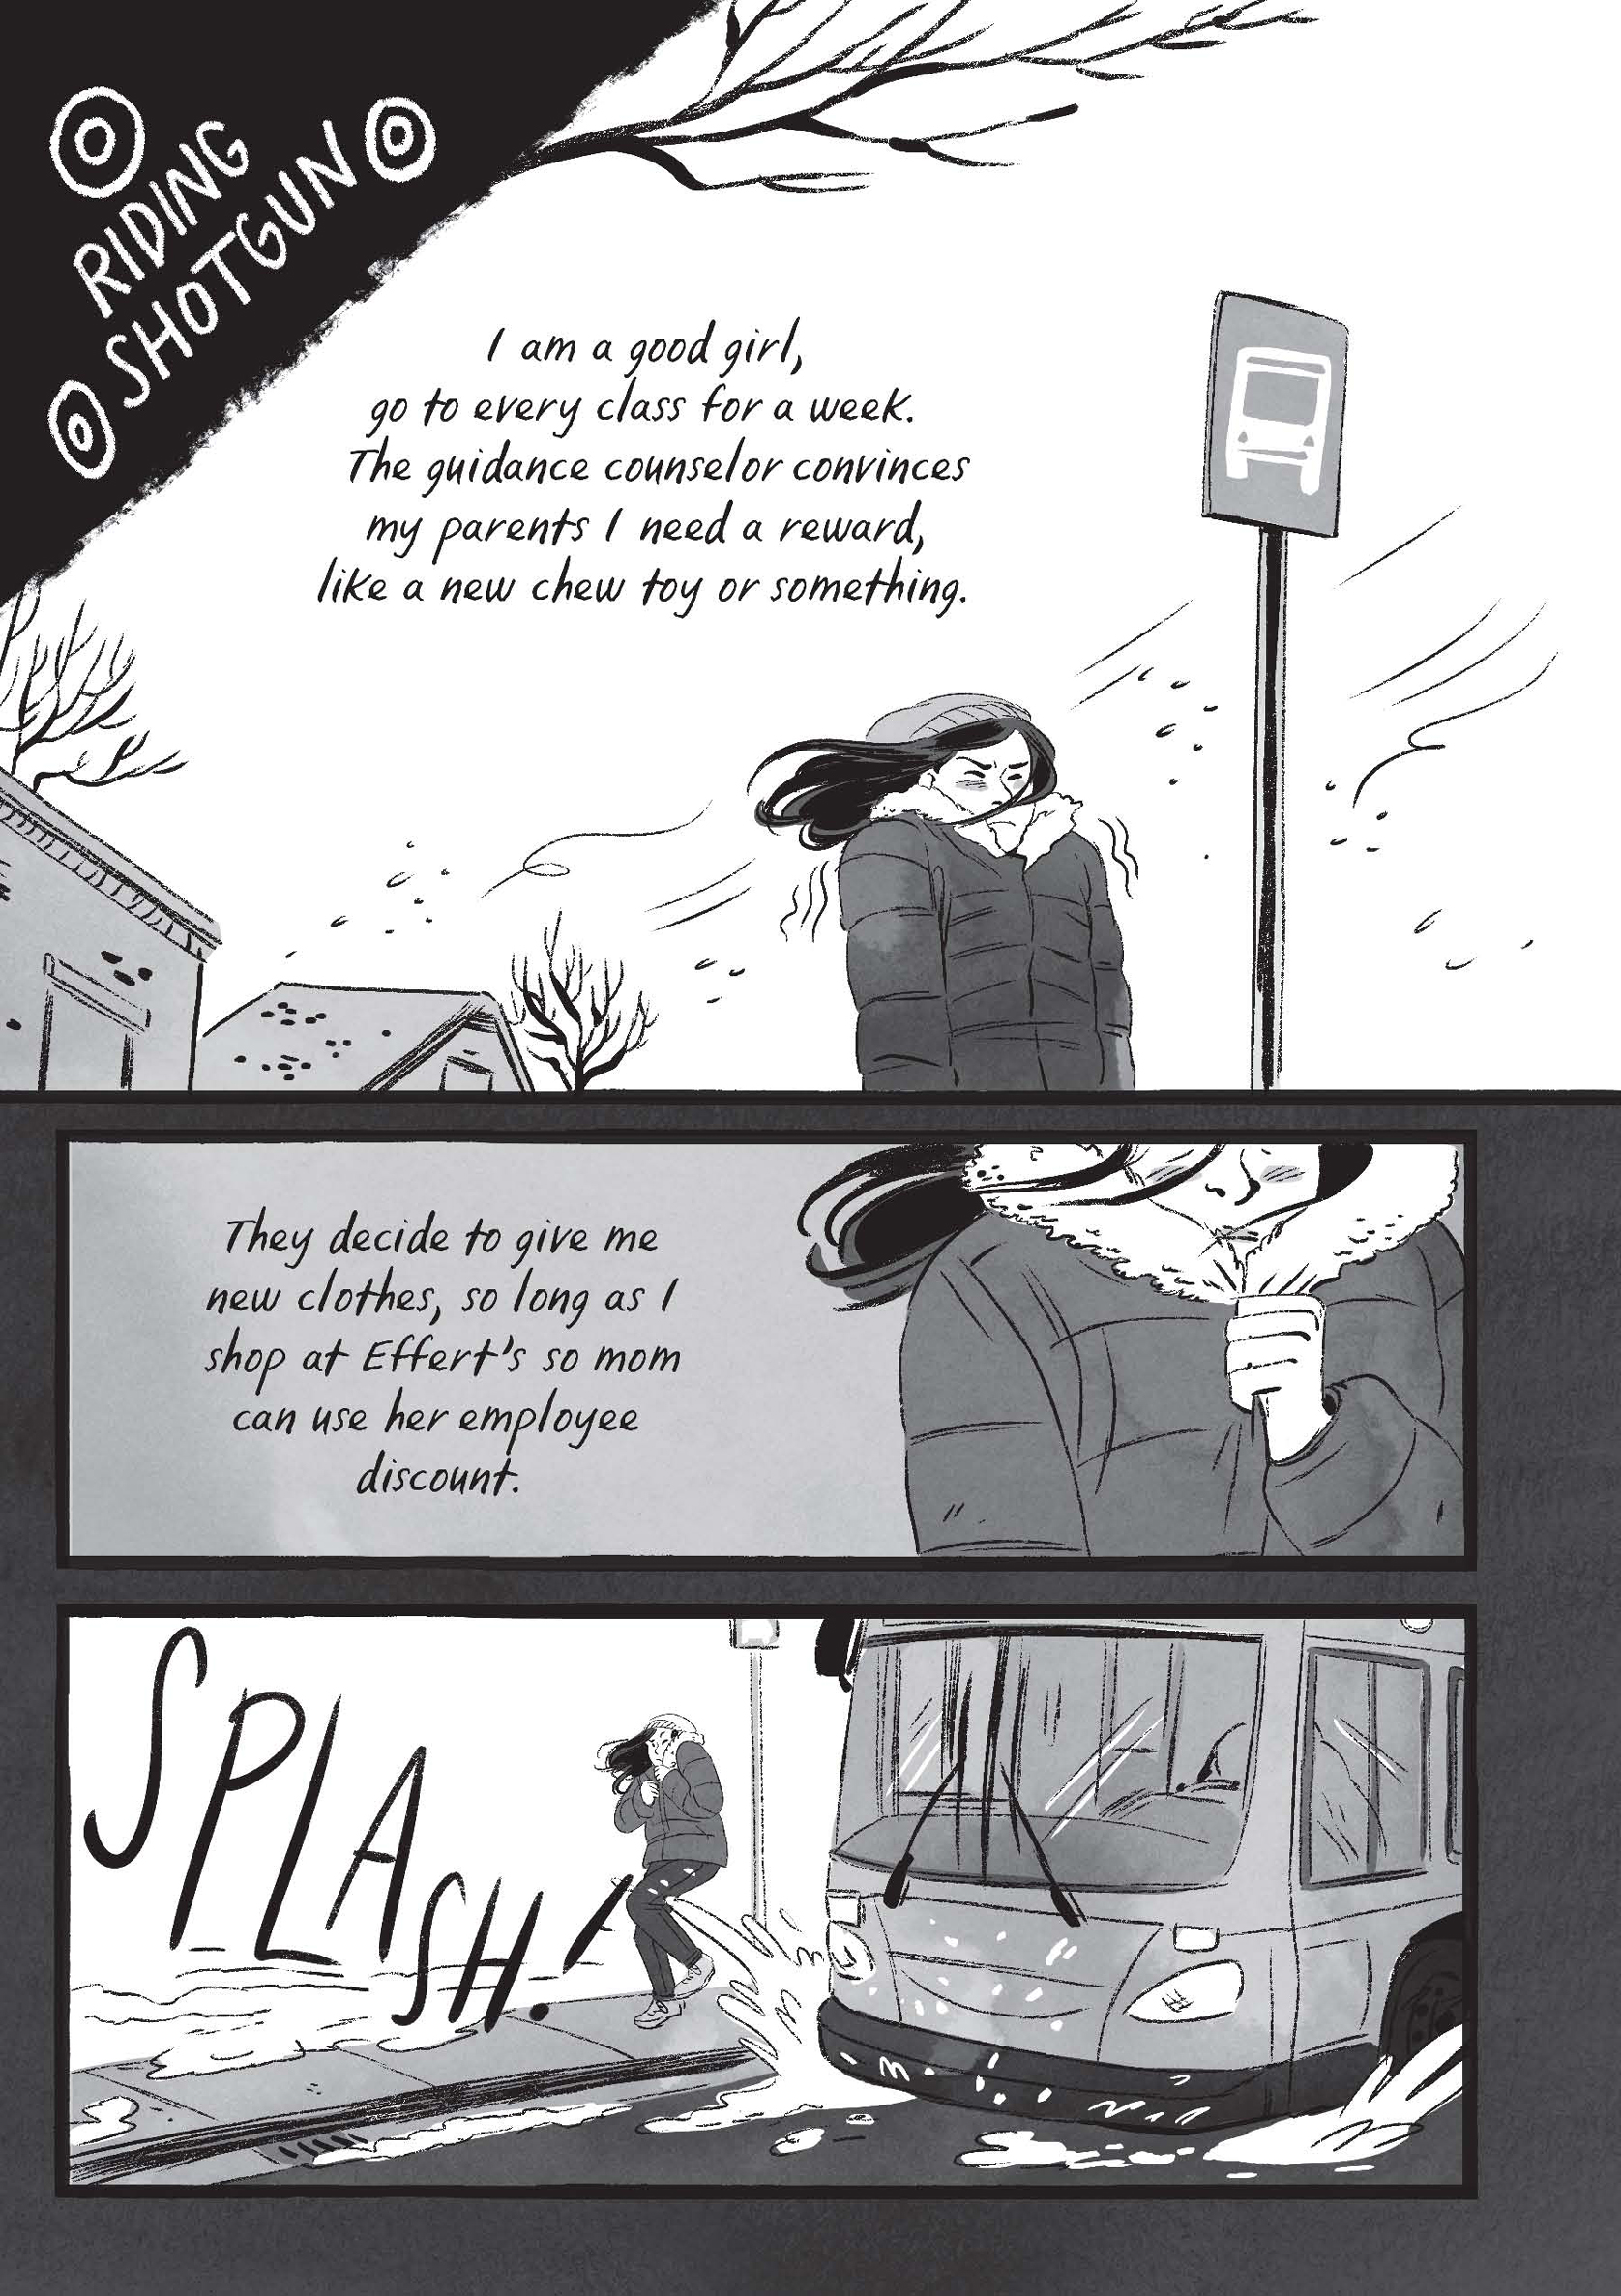 RIDING
SHOTGUN
I am a good girl,
go to every class for a week.
The guidance counselor convinces
my parents I need a reward,
like a new chew toy or something.
They decide to give me
new clothes, so long as I
shop at Effert's so mom
can use her employee
discount.
SPLASH!